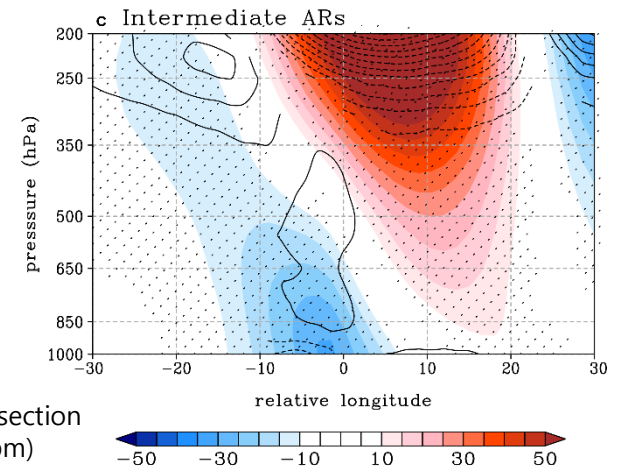 c Intermediate ARs
200
250
350
500
650
850
1000
presssure (hPa)
-30 -20 -10 0 10 20 30
relative longitude
section
om)
-50 -30 -10 10 30 50